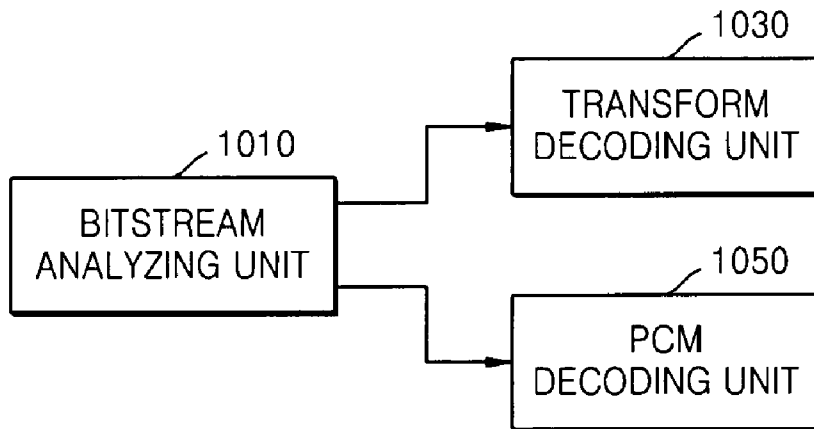 1030
TRANSFORM
DECODING UNIT
1010
BITSTREAM
ANALYZING UNIT
1050
PCM
DECODING UNIT